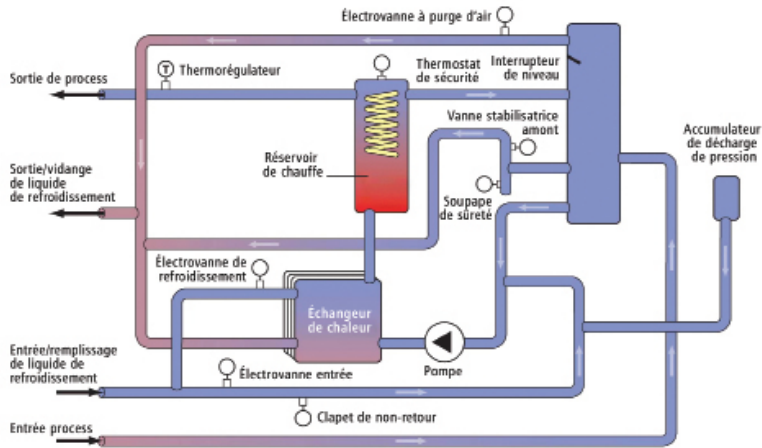 Électrovanne à purge d'air
Sortie de process
Thermorégulateur
Thermostat
de sécurité
Interrupteur
de niveau
Vanne stabilisatrice
amont
Accumulateur
de décharge
de pression
Sortie/vidange
de liquide
de refroidissement
Réservoir
de chauffe
Soupape
de sûreté
Électrovanne de
refroidissement
Échangeur
de chaleur
Entrée/remplissage
de liquide de
refroidissement
Électrovanne entrée
Pompe
Clapet de non-retour
Entrée process
T